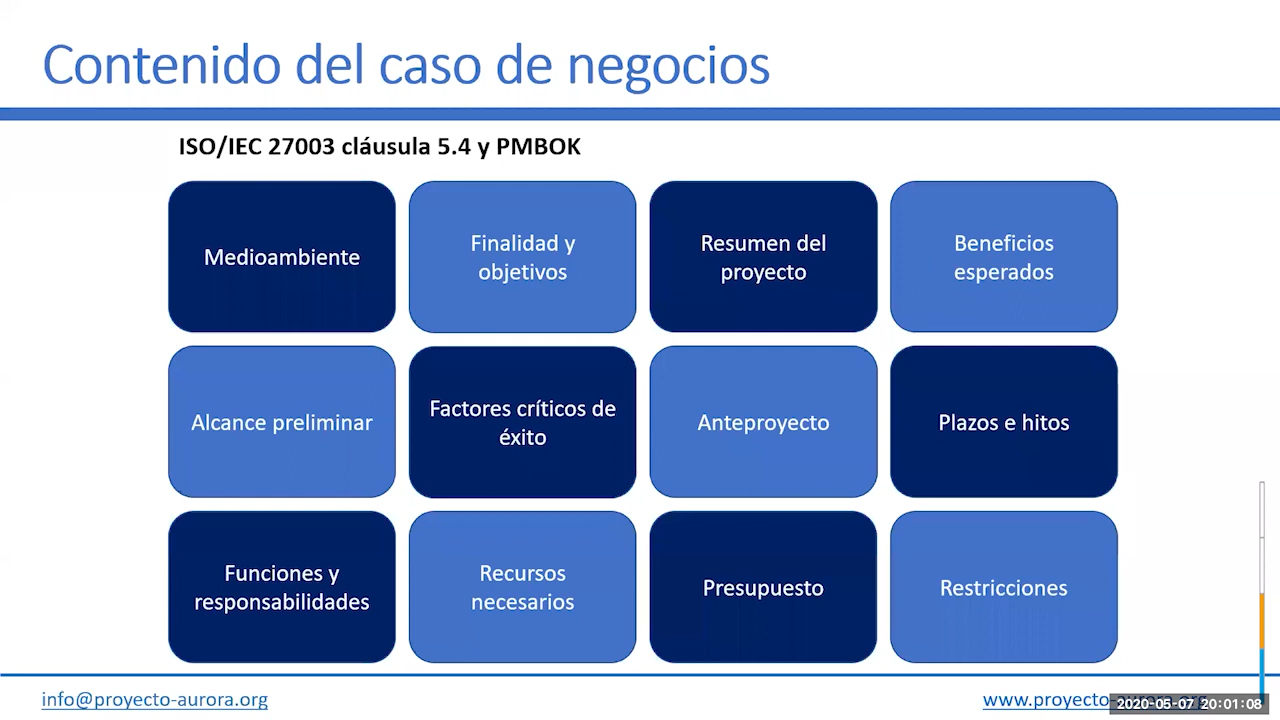 Contenido del caso de negocios
ISO/IEC 27003 cláusula 5.4 y PMBOK
Medioambiente
Finalidad y
objetivos
Resumen del
proyecto
Beneficios
esperados
Alcance preliminar
Factores críticos de
éxito
Anteproyecto
Plazos e hitos
Funciones y
responsabilidades
Recursos
necesarios
Presupuesto
Restricciones
info@proyecto-aurora.org
www.proyecto-aurora.org
2020-05-07 20:01:08